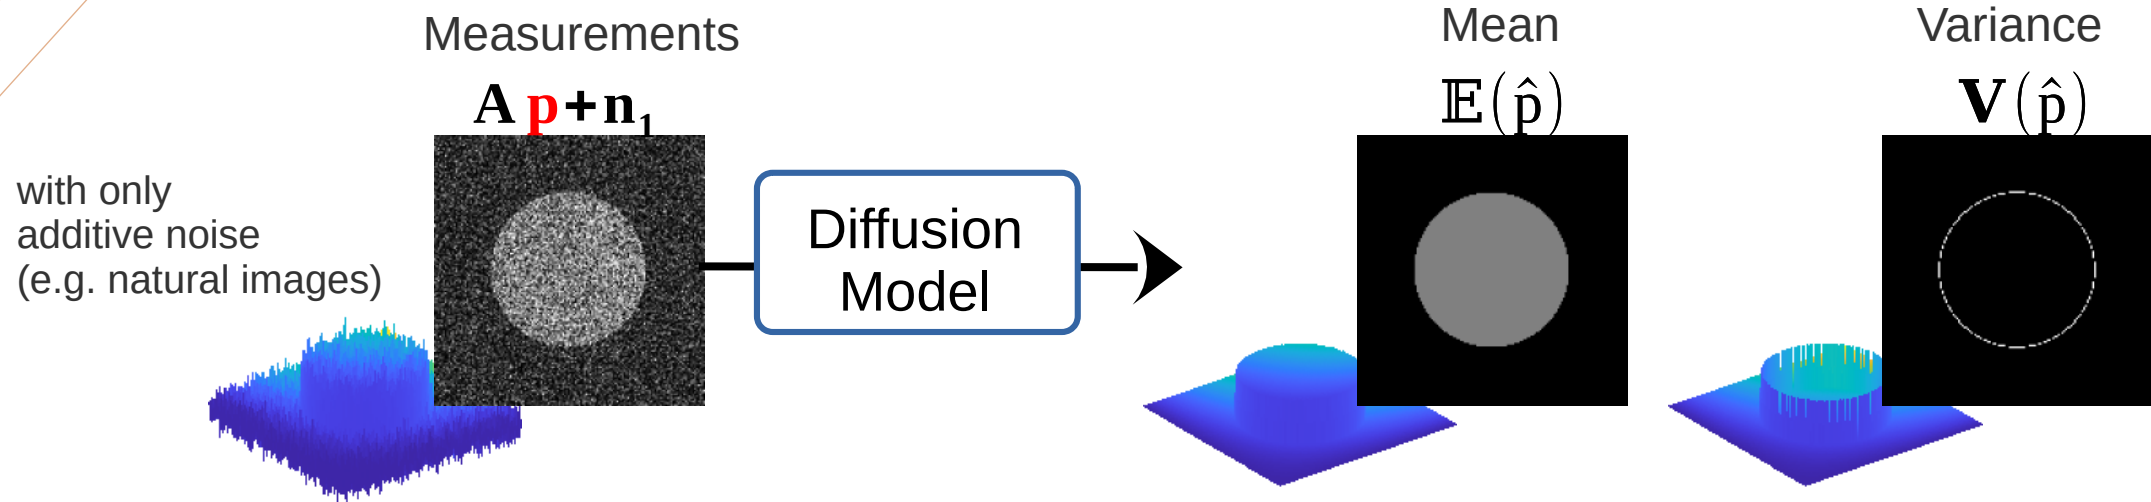 Measurements
A p+n₁
with only
additive noise
(e.g. natural images)
Diffusion
Model
Mean
𝔼(p̂)
Variance
V(p̂)